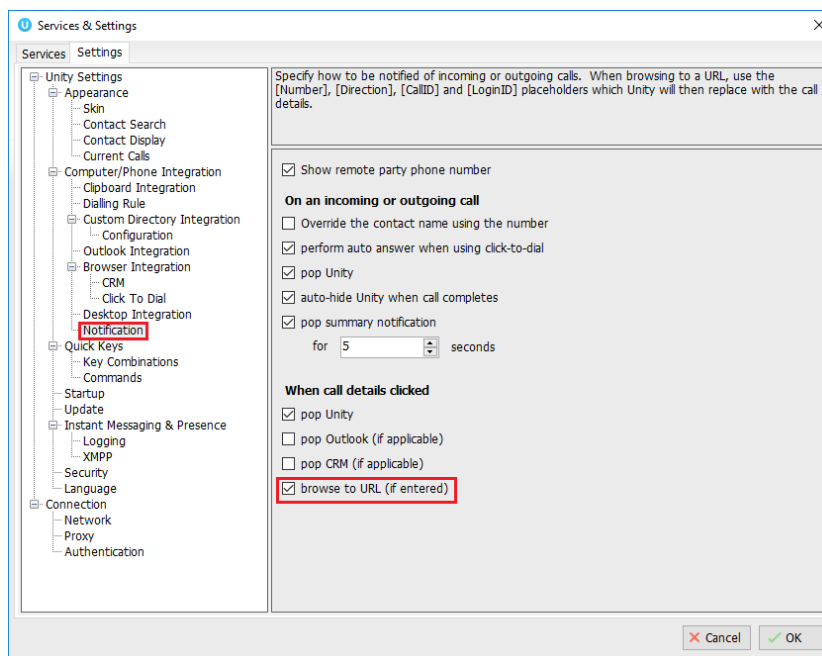 Services & Settings
Services
Settings
Unity Settings
Appearance
Skin
Contact Search
Contact Display
Current Calls
Computer/Phone Integration
Clipboard Integration
Dialling Rule
Custom Directory Integration
Configuration
Outlook Integration
Browser Integration
CRM
Click To Dial
Desktop Integration
Notification
Quick Keys
Key Combinations
Commands
Startup
Update
Instant Messaging & Presence
Logging
XMPP
Security
Language
Connection
Network
Proxy
Authentication
Specify how to be notified of incoming or outgoing calls. When browsing to a URL, use the
[Number], [Direction], [CallID] and [LoginID] placeholders which Unity will then replace with the call
details.
Show remote party phone number
On an incoming or outgoing call
Override the contact name using the number
perform auto answer when using click-to-dial
pop Unity
auto-hide Unity when call completes
pop summary notification
for 5 seconds
When call details clicked
pop Unity
pop Outlook (if applicable)
pop CRM (if applicable)
browse to URL (if entered)
Cancel
OK